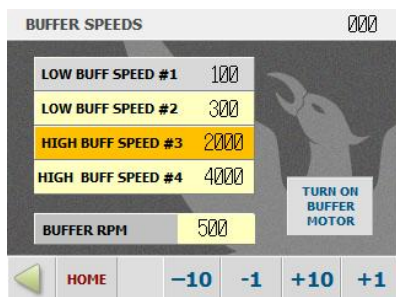 BUFFER SPEEDS 000
LOW BUFF SPEED #1 100
LOW BUFF SPEED #2 300
HIGH BUFF SPEED #3 2000
HIGH BUFF SPEED #4 4000
TURN ON
BUFFER
MOTOR
BUFFER RPM 500
HOME −10 -1 +10 +1